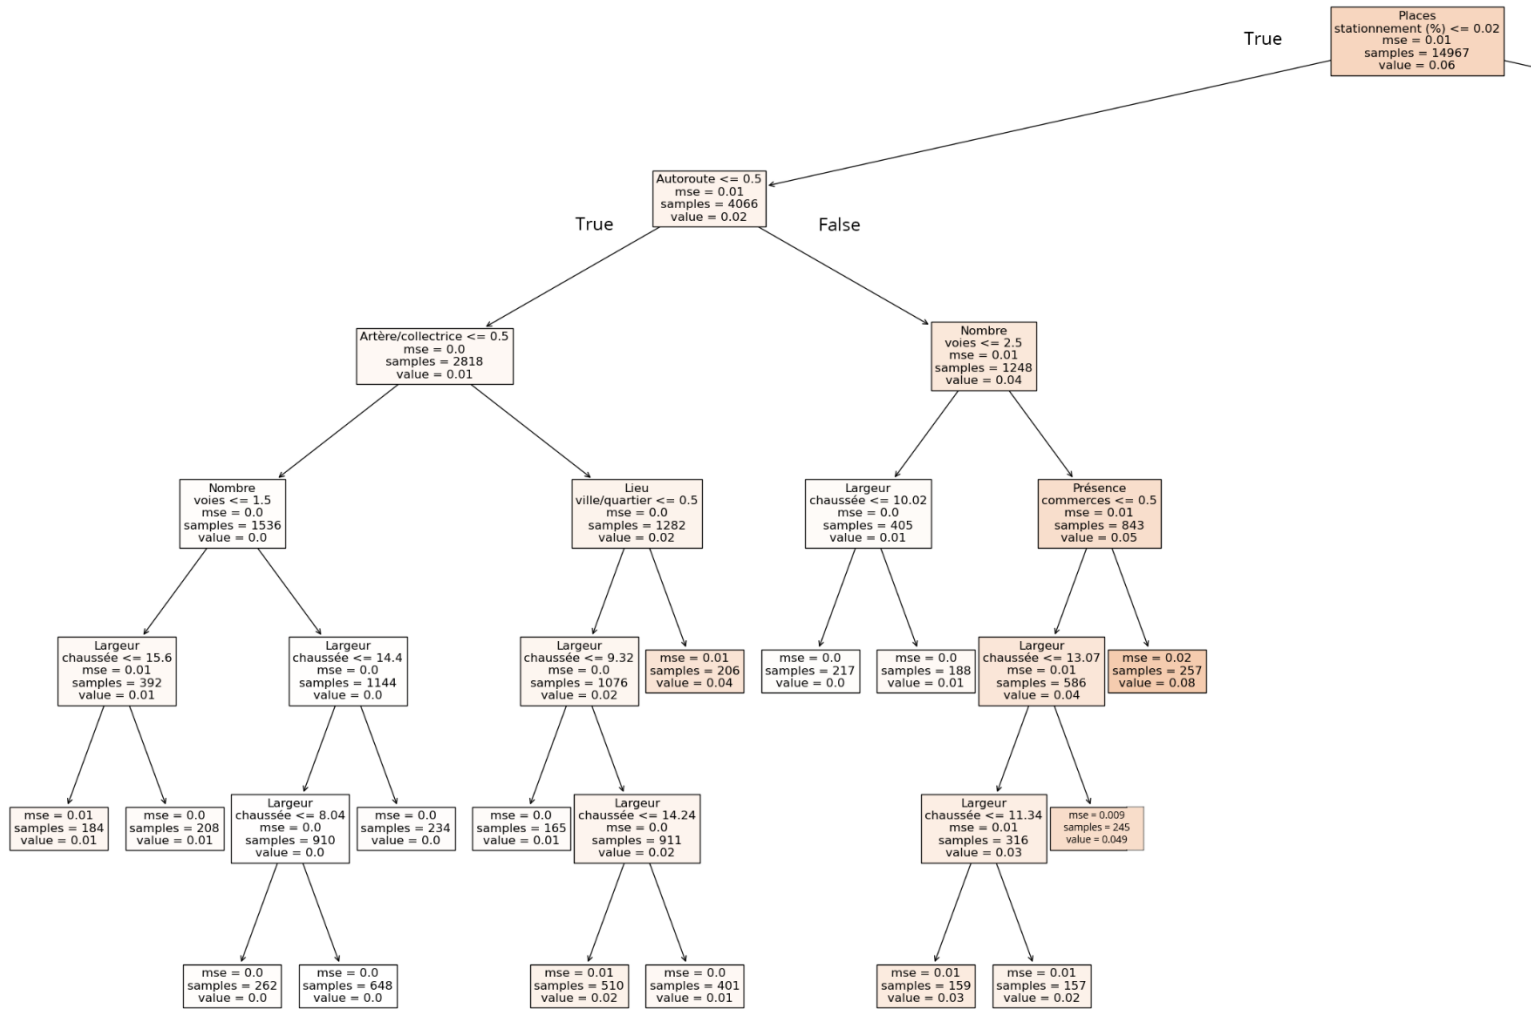 Places
stationnement (%) <= 0.02
mse = 0.01
samples = 14967
value = 0.06
True
Autoroute <= 0.5
mse = 0.01
samples = 4066
value = 0.02
True
False
Artère/collectrice <= 0.5
mse = 0.0
samples = 2818
value = 0.01
Nombre
voies <= 2.5
mse = 0.01
samples = 1248
value = 0.04
Nombre
voies <= 1.5
mse = 0.0
samples = 1536
value = 0.0
Lieu
ville/quartier <= 0.5
mse = 0.0
samples = 1282
value = 0.02
Largeur
chaussée <= 10.02
mse = 0.0
samples = 405
value = 0.01
Présence
commerces <= 0.5
mse = 0.01
samples = 843
value = 0.05
Largeur
chaussée <= 15.6
mse = 0.01
samples = 392
value = 0.01
Largeur
chaussée <= 14.4
mse = 0.0
samples = 1144
value = 0.0
Largeur
chaussée <= 9.32
mse = 0.0
samples = 1076
value = 0.02
mse = 0.01
samples = 206
value = 0.04
mse = 0.0
samples = 217
value = 0.0
mse = 0.0
samples = 188
value = 0.01
Largeur
chaussée <= 13.07
mse = 0.01
samples = 586
value = 0.04
mse = 0.02
samples = 257
value = 0.08
mse = 0.01
samples = 184
value = 0.01
mse = 0.0
samples = 208
value = 0.01
Largeur
chaussée <= 8.04
mse = 0.0
samples = 910
value = 0.0
mse = 0.0
samples = 234
value = 0.0
mse = 0.0
samples = 165
value = 0.01
Largeur
chaussée <= 14.24
mse = 0.0
samples = 911
value = 0.02
Largeur
chaussée <= 11.34
mse = 0.01
samples = 316
value = 0.03
mse = 0.009
samples = 245
value = 0.049
mse = 0.0
samples = 262
value = 0.0
mse = 0.0
samples = 648
value = 0.0
mse = 0.01
samples = 510
value = 0.02
mse = 0.0
samples = 401
value = 0.01
mse = 0.01
samples = 159
value = 0.03
mse = 0.01
samples = 157
value = 0.02